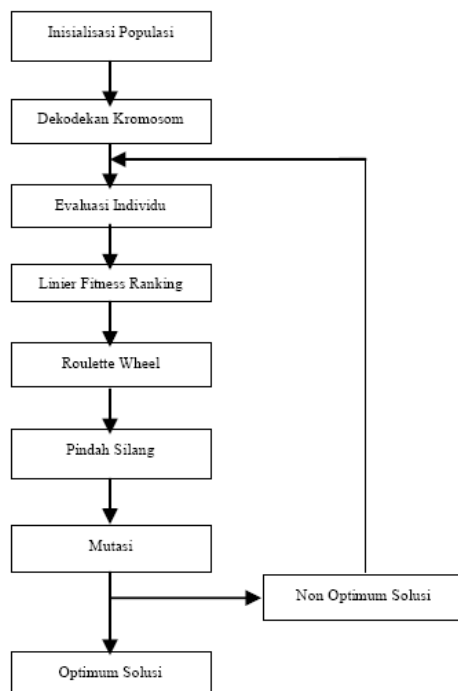 Inisialisasi Populasi
Dekodekan Kromosom
Evaluasi Individu
Linier Fitness Ranking
Roulette Wheel
Pindah Silang
Mutasi
Non Optimum Solusi
Optimum Solusi